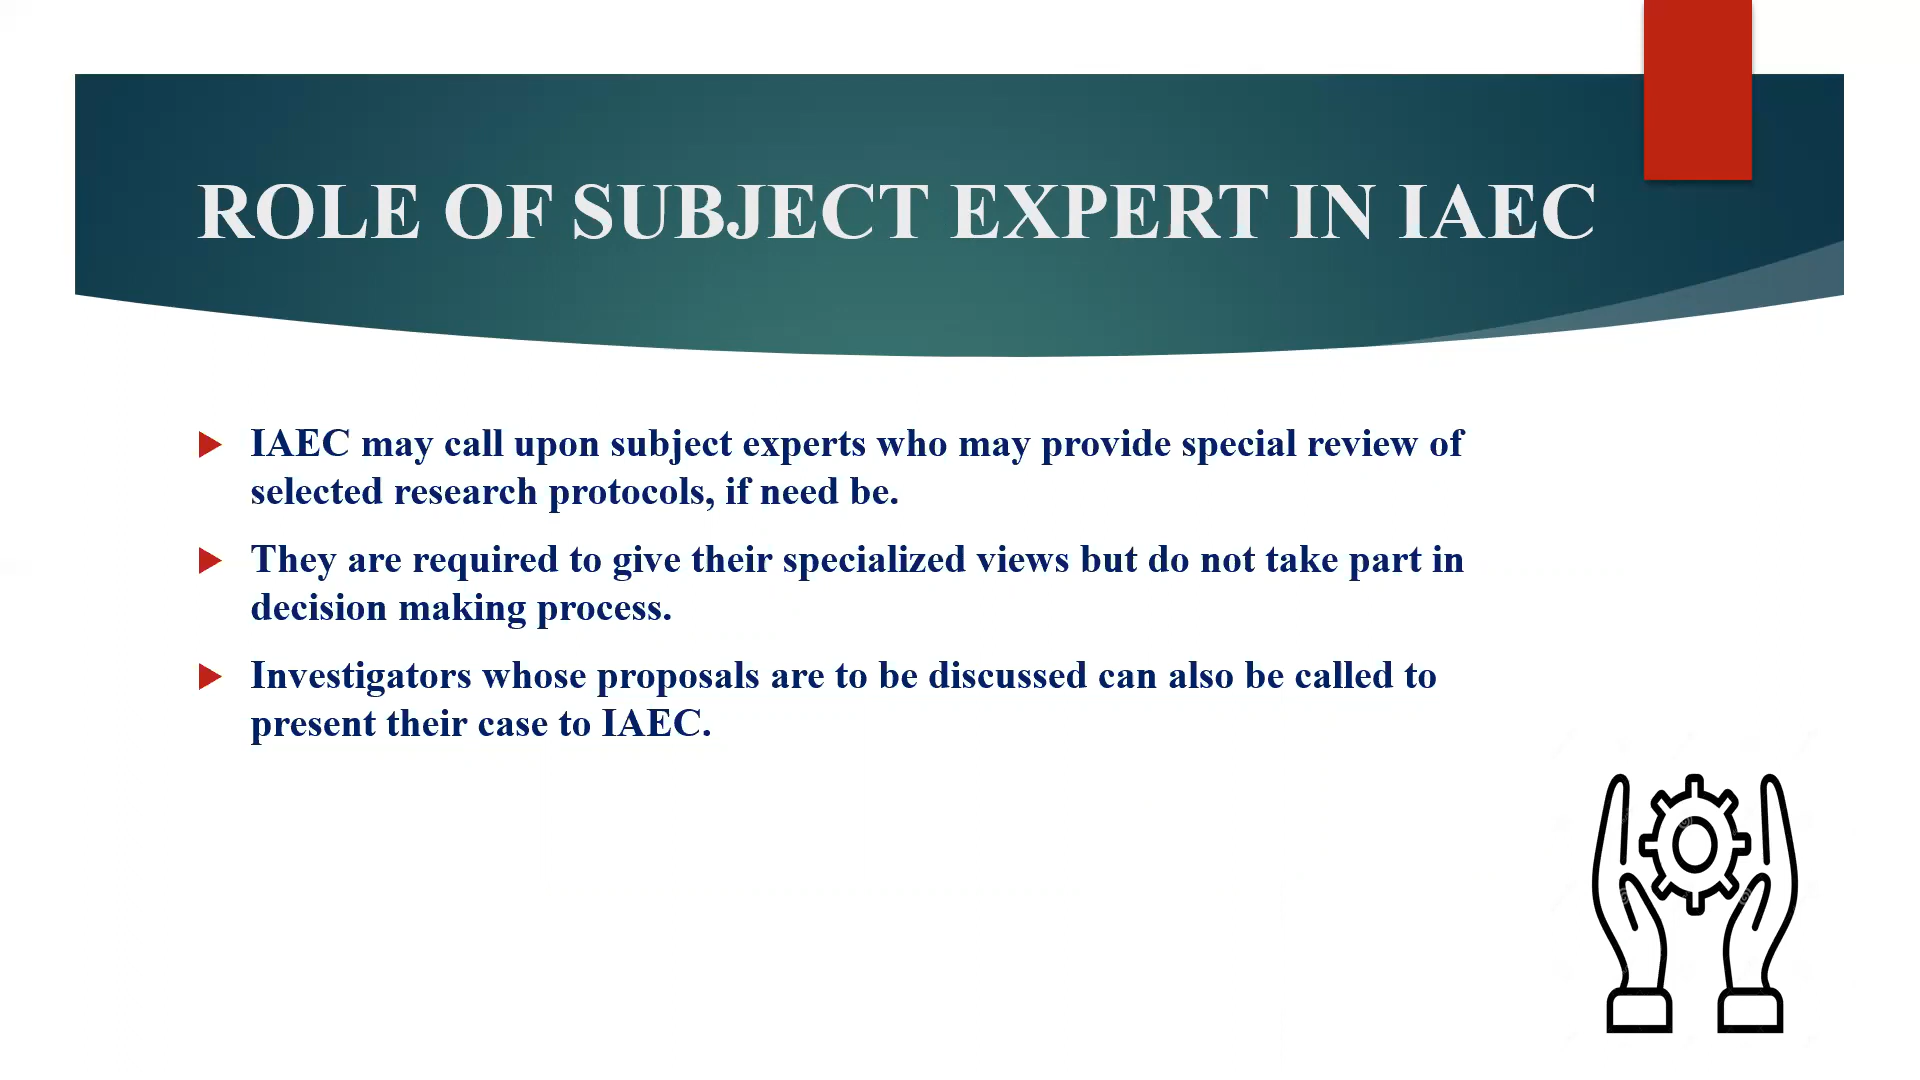 ROLE OF SUBJECT EXPERT IN IAEC
IAEC may call upon subject experts who may provide special review of
selected research protocols, if need be.
They are required to give their specialized views but do not take part in
decision making process.
Investigators whose proposals are to be discussed can also be called to
present their case to IAEC.